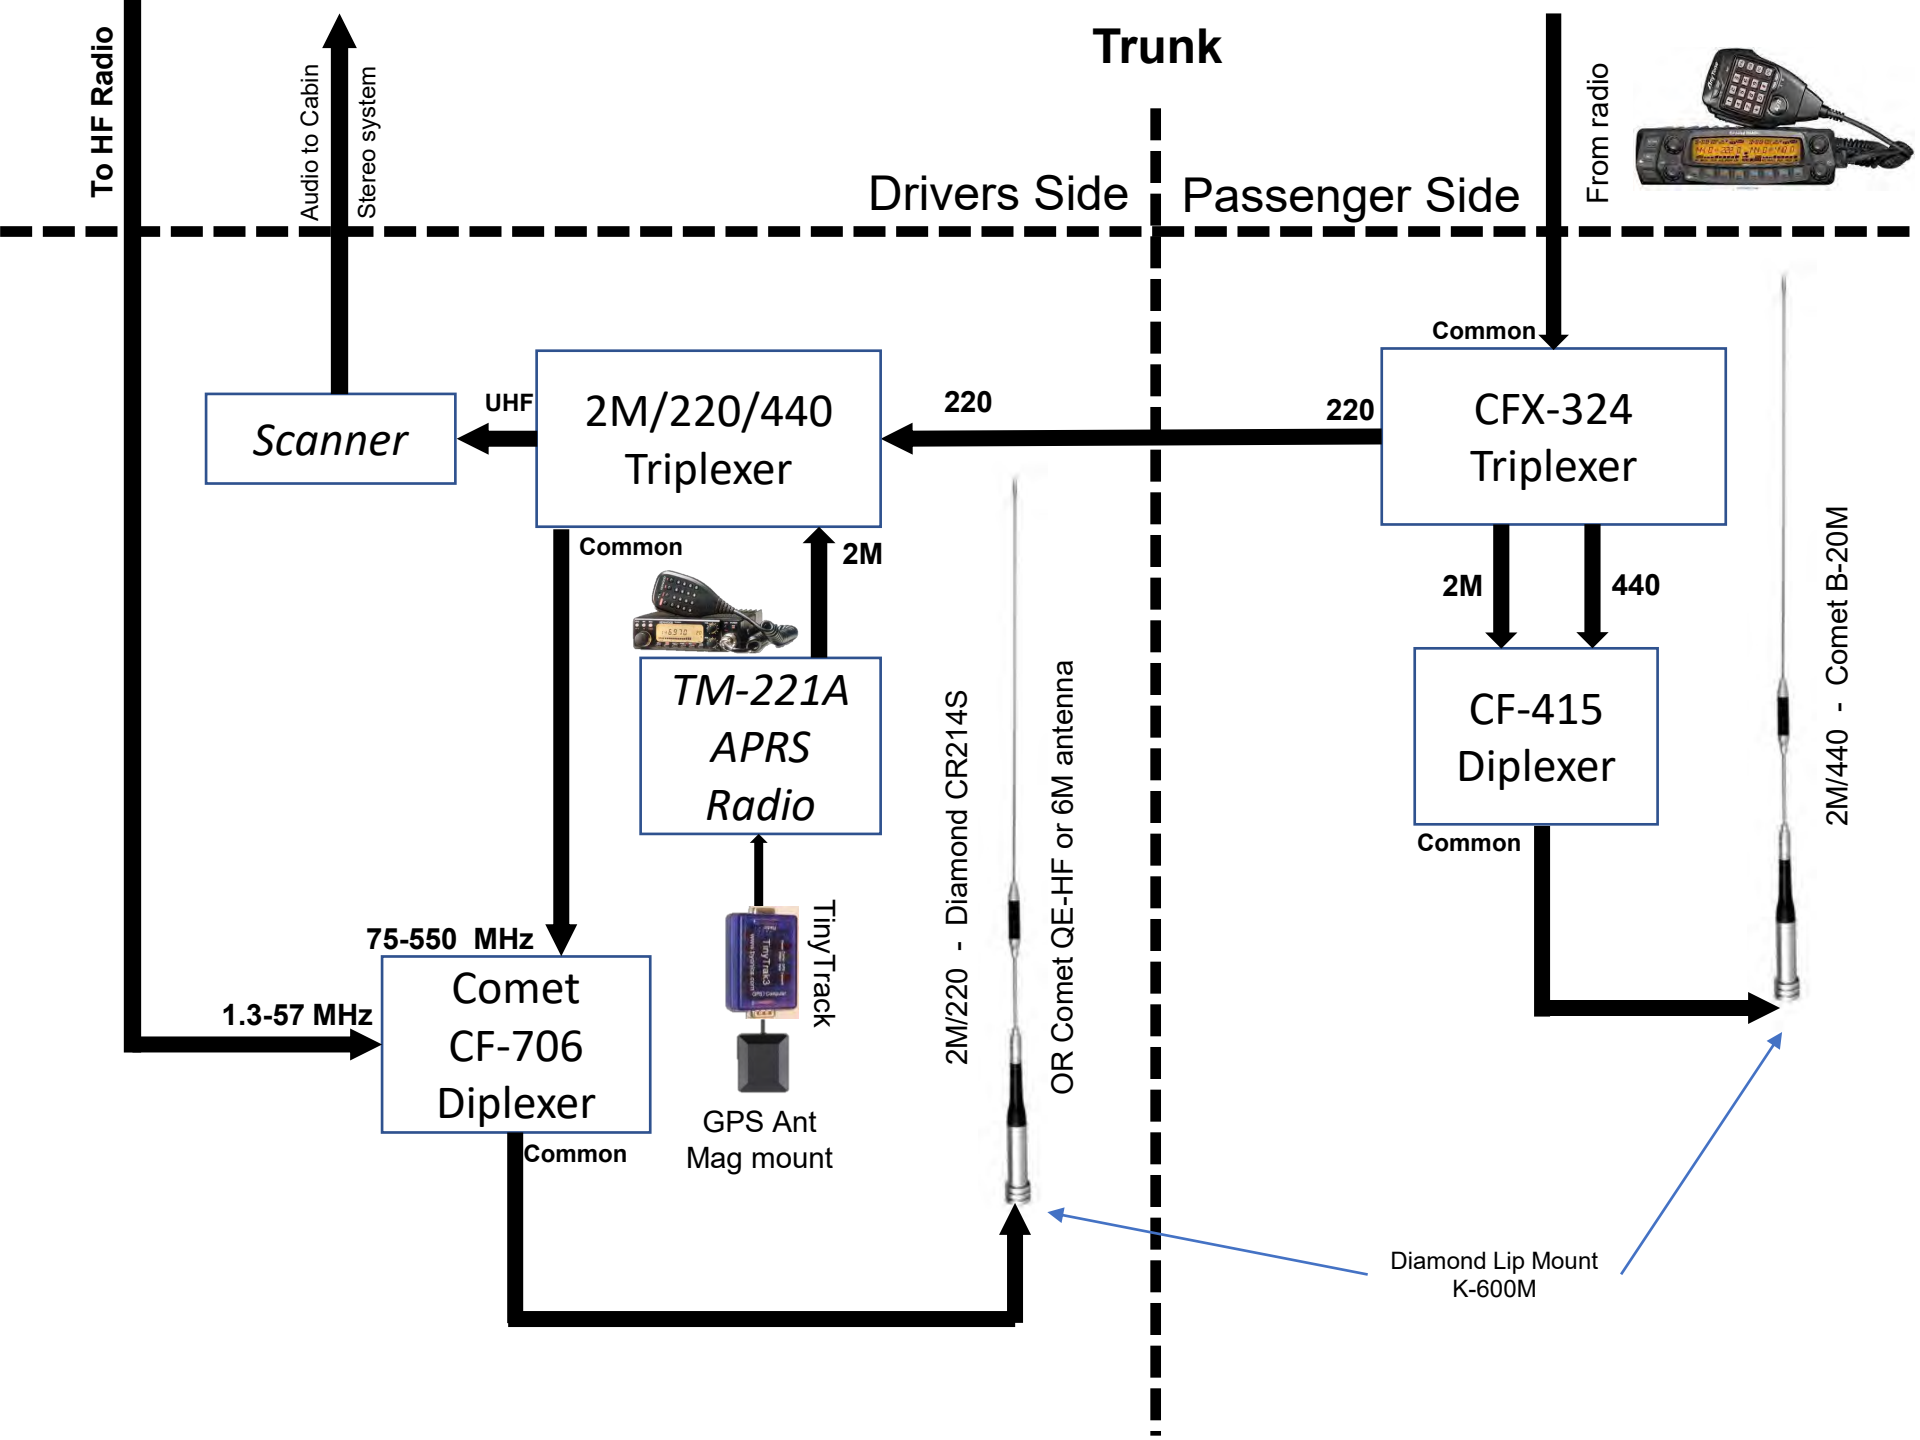 Trunk
To HF Radio
Audio to Cabin
Stereo system
From radio
Drivers Side
Passenger Side
Common
Scanner
UHF
2M/220/440
Triplexer
220
220
CFX-324
Triplexer
Common
2M
2M
440
TM-221A
APRS
Radio
CF-415
Diplexer
Common
2M/440 - Comet B-20M
2M/220 - Diamond CR214S
OR Comet QE-HF or 6M antenna
TinyTrack
TinyTrak3
75-550 MHz
1.3-57 MHz
Comet
CF-706
Diplexer
Common
GPS Ant
Mag mount
Diamond Lip Mount
K-600M